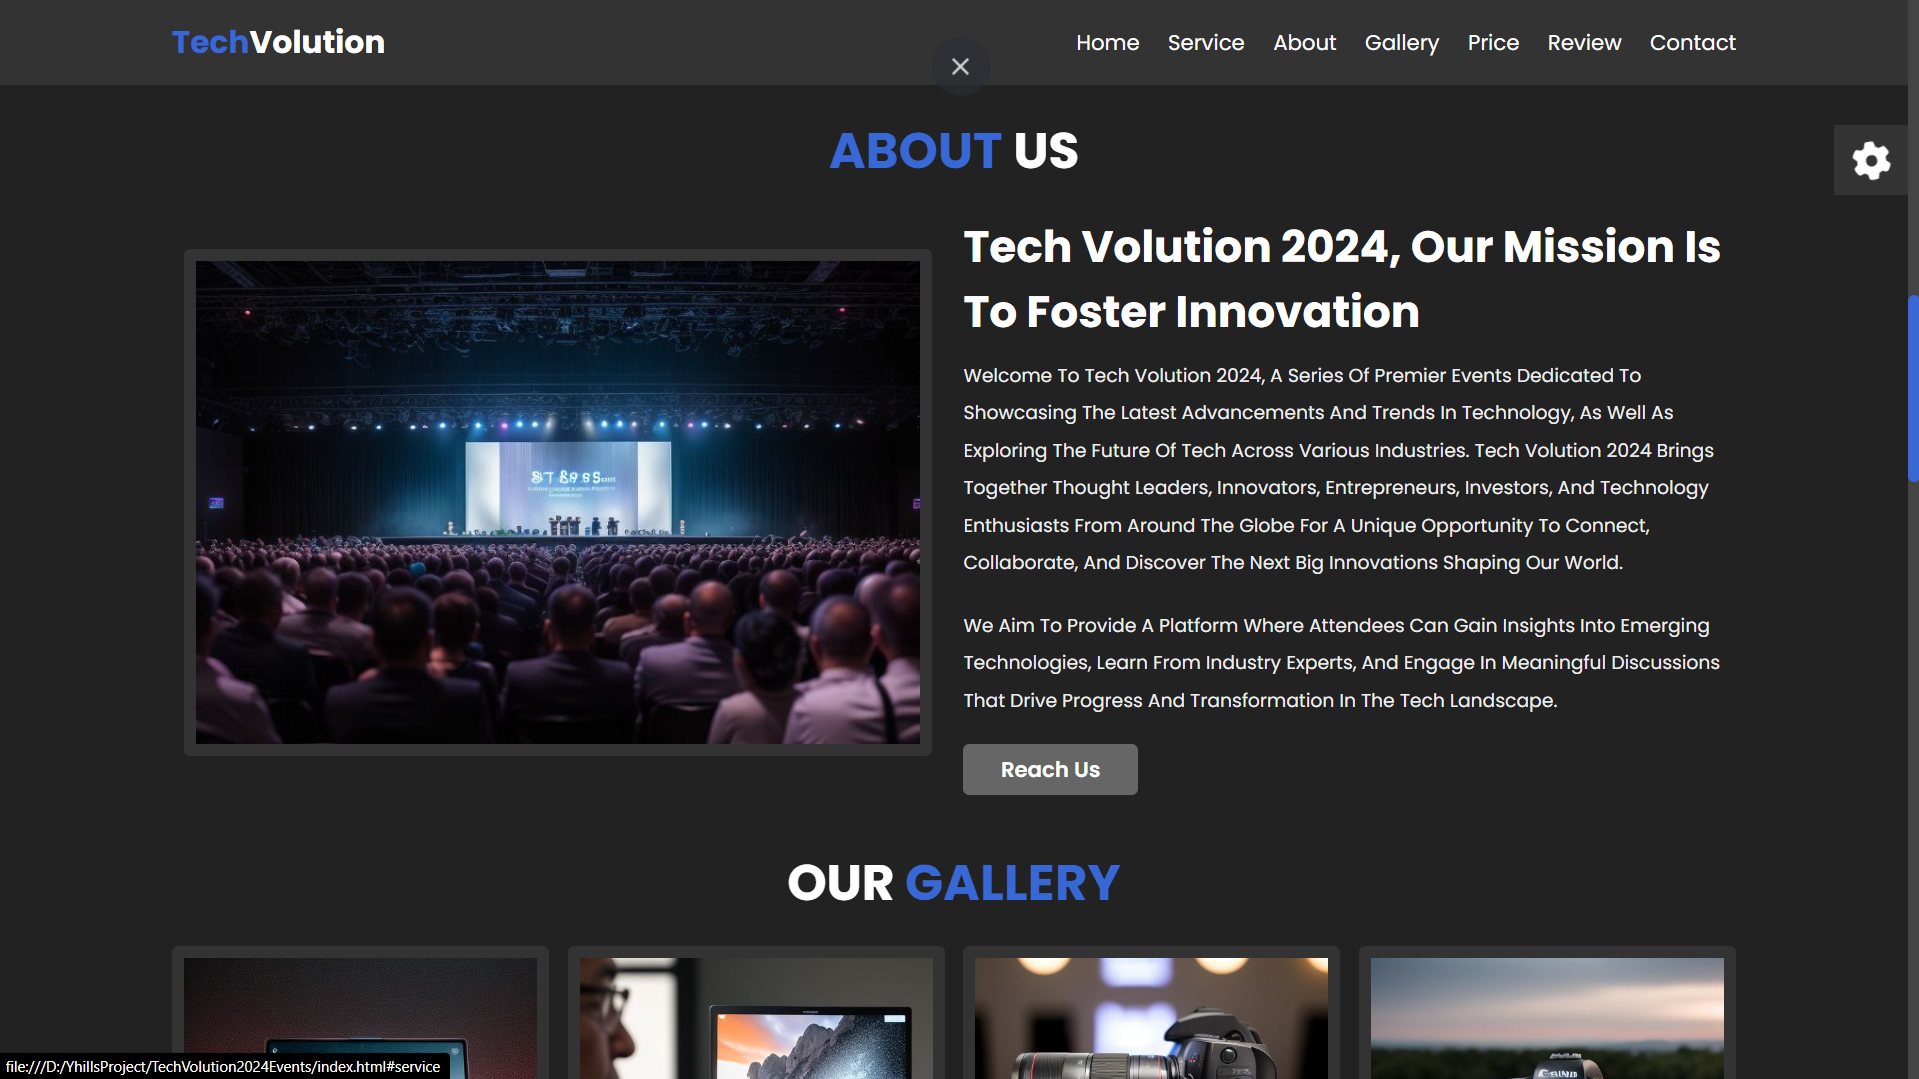 TechVolution
Home Service About Gallery Price Review Contact
ABOUT US
Tech Volution 2024, Our Mission Is
To Foster Innovation
Welcome To Tech Volution 2024, A Series Of Premier Events Dedicated To
Showcasing The Latest Advancements And Trends In Technology, As Well As
Exploring The Future Of Tech Across Various Industries. Tech Volution 2024 Brings
Together Thought Leaders, Innovators, Entrepreneurs, Investors, And Technology
Enthusiasts From Around The Globe For A Unique Opportunity To Connect,
Collaborate, And Discover The Next Big Innovations Shaping Our World.
We Aim To Provide A Platform Where Attendees Can Gain Insights Into Emerging
Technologies, Learn From Industry Experts, And Engage In Meaningful Discussions
That Drive Progress And Transformation In The Tech Landscape.
Reach Us
OUR GALLERY
file:///D:/YhillsProject/TechVolution2024Events/index.html#service